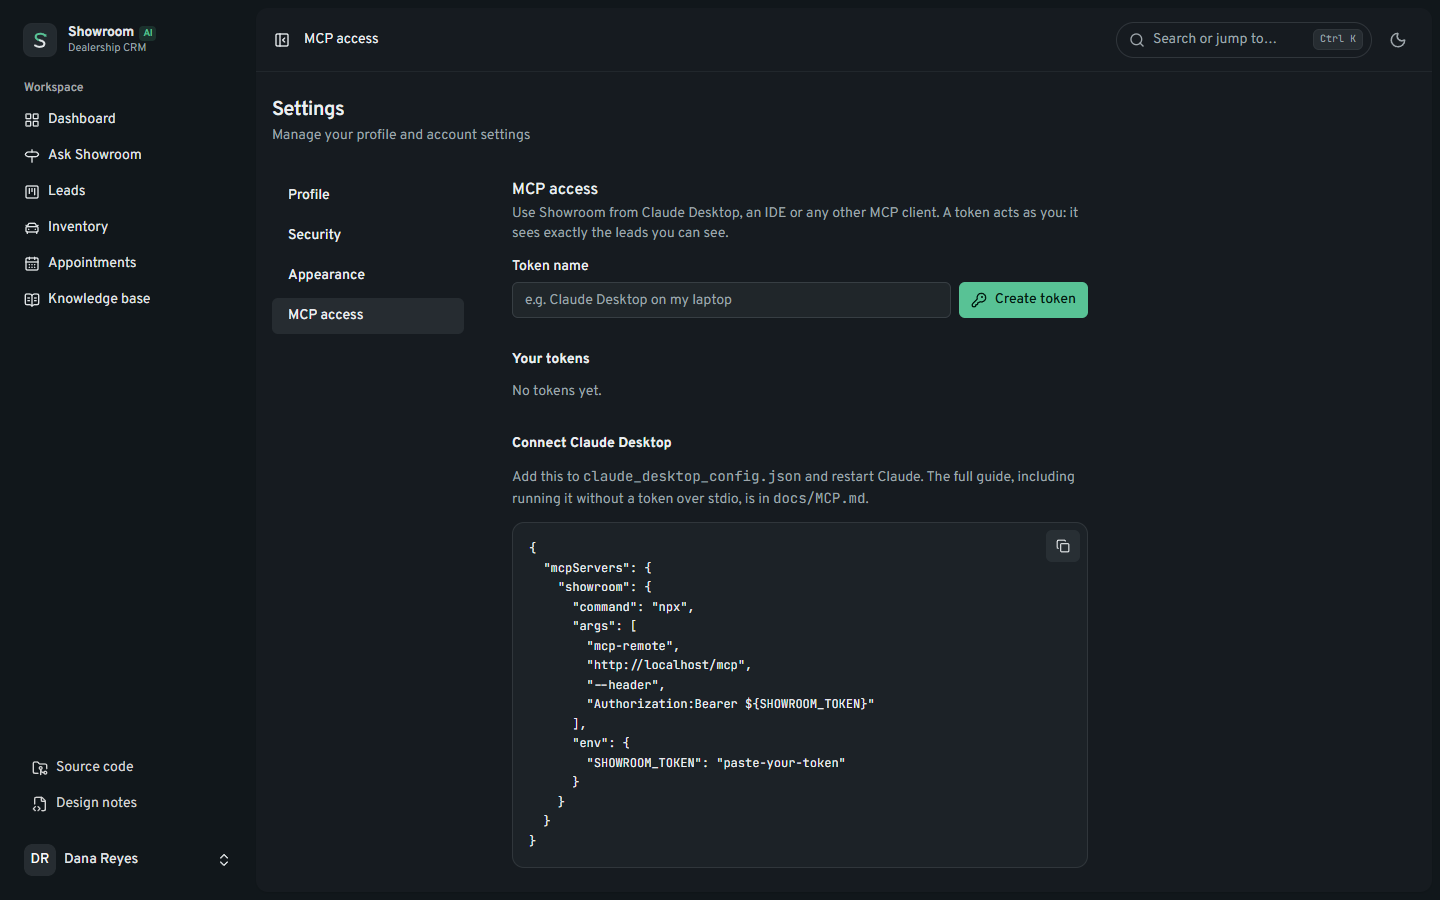 Showroom AI
Dealership CRM
Workspace
Dashboard
Ask Showroom
Leads
Inventory
Appointments
Knowledge base
Source code
Design notes
DR Dana Reyes
MCP access
Search or jump to... Ctrl K
Settings
Manage your profile and account settings
Profile
Security
Appearance
MCP access
MCP access
Use Showroom from Claude Desktop, an IDE or any other MCP client. A token acts as you: it
sees exactly the leads you can see.
Token name
e.g. Claude Desktop on my laptop
Create token
Your tokens
No tokens yet.
Connect Claude Desktop
Add this to claude_desktop_config.json and restart Claude. The full guide, including
running it without a token over stdio, is in docs/MCP.md.
{
  "mcpServers": {
    "showroom": {
      "command": "npx",
      "args": [
        "mcp-remote",
        "http://localhost/mcp",
        "--header",
        "Authorization:Bearer ${SHOWROOM_TOKEN}"
      ],
      "env": {
        "SHOWROOM_TOKEN": "paste-your-token"
      }
    }
  }
}